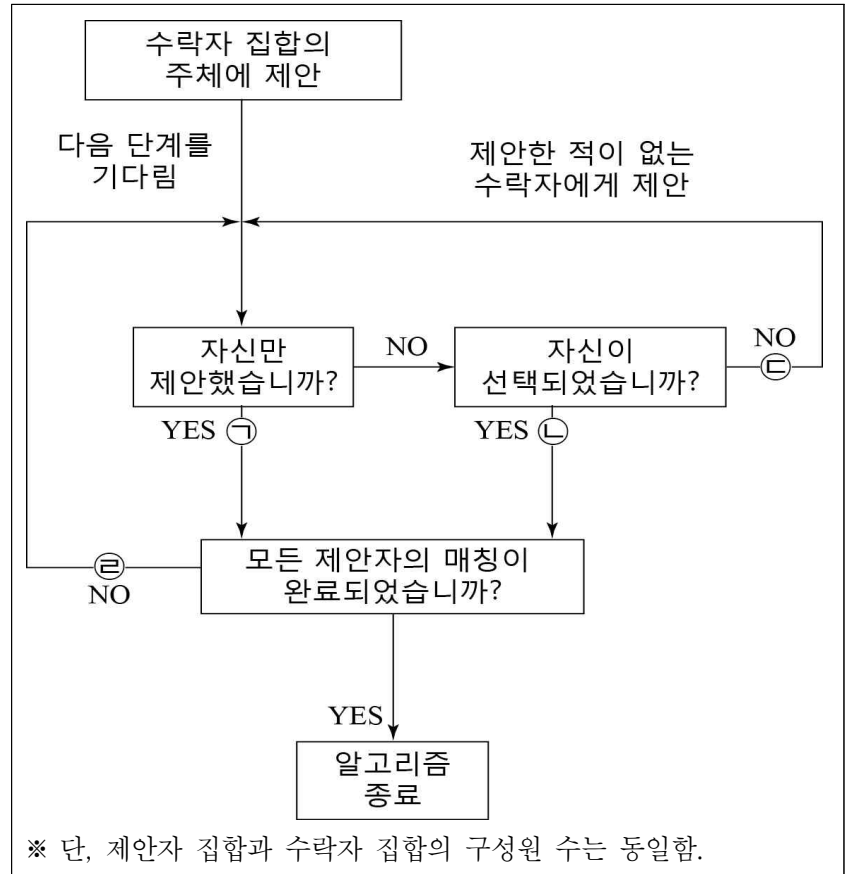 수락자 집합의
주체에 제안
다음 단계를
기다림
제안한 적이 없는
수락자에게 제안
자신만
제안했습니까?
NO
자신이
선택되었습니까?
NO
㉢
YES ㉠
YES ㉡
㉣
NO
모든 제안자의 매칭이
완료되었습니까?
YES
알고리즘
종료
※ 단, 제안자 집합과 수락자 집합의 구성원 수는 동일함.